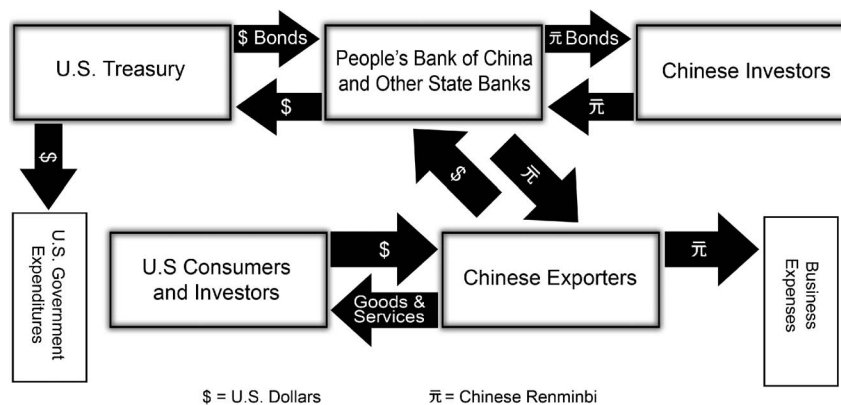 $ Bonds
元 Bonds
U.S. Treasury
People's Bank of China
and Other State Banks
Chinese Investors
$
元
$
$
元
U.S. Government
Expenditures
U.S Consumers
and Investors
$
Goods &
Services
Chinese Exporters
元
Business
Expenses
$ = U.S. Dollars
元= Chinese Renminbi